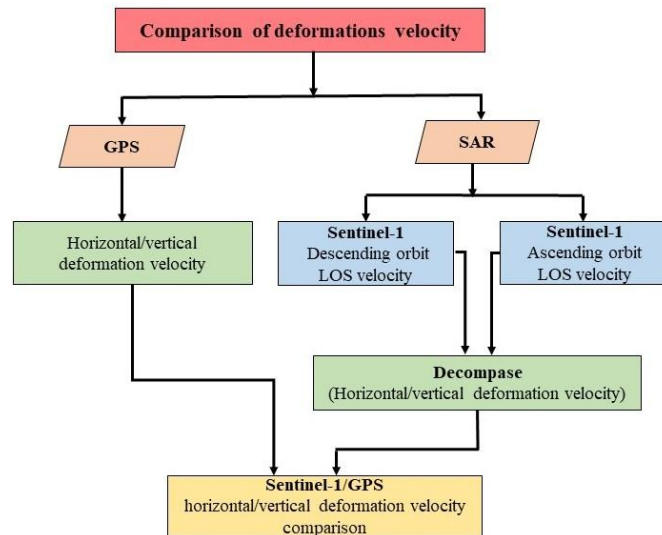 Comparison of deformations velocity
GPS
SAR
Horizontal/vertical
deformation velocity
Sentinel-1
Descending orbit
LOS velocity
Sentinel-1
Ascending orbit
LOS velocity
Decompase
(Horizontal/vertical deformation velocity)
Sentinel-1/GPS
horizontal/vertical deformation velocity
comparison